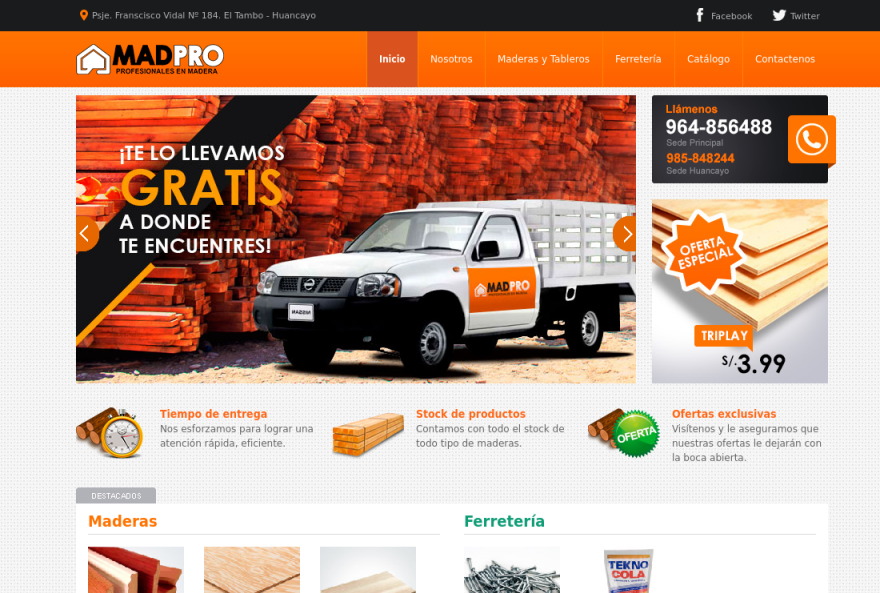 Psje. Franscisco Vidal Nº 184. El Tambo - Huancayo
Facebook
Twitter
MADPRO
PROFESIONALES EN MADERA
Inicio
Nosotros
Maderas y Tableros
Ferretería
Catálogo
Contactenos
¡TE LO LLEVAMOS
GRATIS
A DONDE
TE ENCUENTRES!
MADPRO
Llámenos
964-856488
Sede Principal
985-848244
Sede Huancayo
OFERTA
ESPECIAL
TRIPLAY
S/.3.99
Tiempo de entrega
Nos esforzamos para lograr una
atención rápida, eficiente.
Stock de productos
Contamos con todo el stock de
todo tipo de maderas.
OFERTA
Ofertas exclusivas
Visítenos y le aseguramos que
nuestras ofertas le dejarán con
la boca abierta.
DESTACADOS
Maderas
Ferretería
TEKNO
COLA